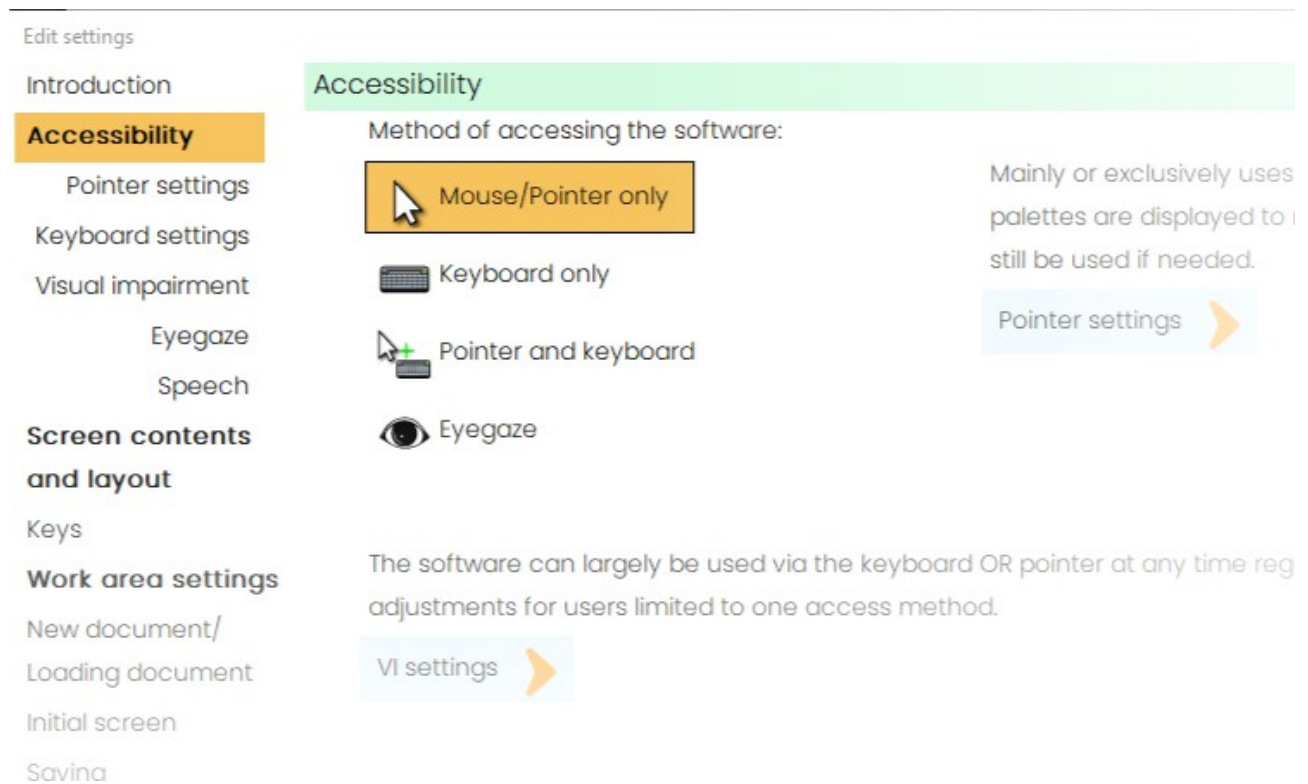 Edit settings
Introduction
Accessibility
Pointer settings
Keyboard settings
Visual impairment
Eyegaze
Speech
Screen contents
and layout
Keys
Work area settings
New document/
Loading document
Initial screen
Saving
Accessibility
Method of accessing the software:
Mouse/Pointer only
Keyboard only
Pointer and keyboard
Eyegaze
Mainly or exclusively uses
palettes are displayed to
still be used if needed.
Pointer settings
The software can largely be used via the keyboard OR pointer at any time
adjustments for users limited to one access method.
VI settings